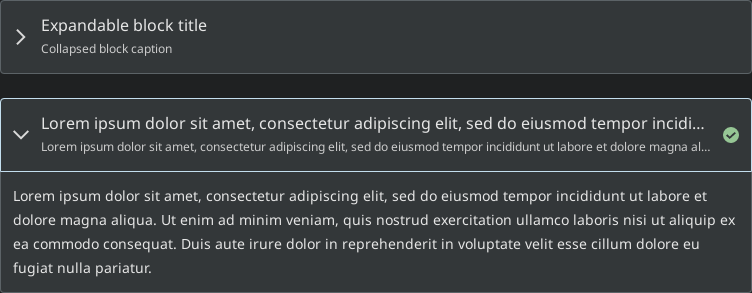 Expandable block title
Collapsed block caption
Lorem ipsum dolor sit amet, consectetur adipiscing elit, sed do eiusmod tempor incidi...
Lorem ipsum dolor sit amet, consectetur adipiscing elit, sed do eiusmod tempor incididunt ut labore et dolore magna al...
Lorem ipsum dolor sit amet, consectetur adipiscing elit, sed do eiusmod tempor incididunt ut labore et
dolore magna aliqua. Ut enim ad minim veniam, quis nostrud exercitation ullamco laboris nisi ut aliquip ex
ea commodo consequat. Duis aute irure dolor in reprehenderit in voluptate velit esse cillum dolore eu
fugiat nulla pariatur.